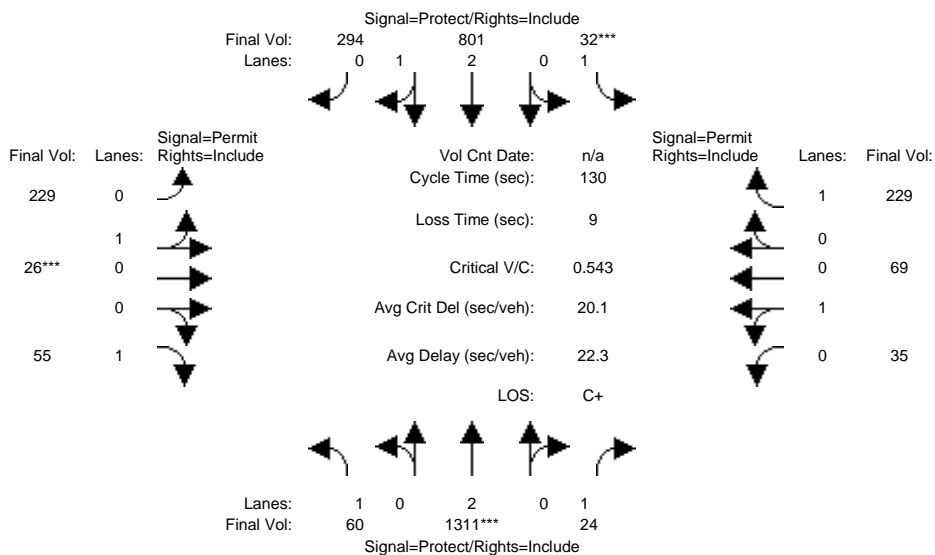 Signal=Protect/Rights=Include
Final Vol: 294 801 32***
Lanes: 0 1 2 0 1
Signal=Permit
Final Vol: Lanes: Rights=Include
Vol Cnt Date: n/a
Signal=Permit
Rights=Include Lanes: Final Vol:
Cycle Time (sec): 130
229 0
1 229
Loss Time (sec): 9
1
0
26*** 0
Critical V/C: 0.543
0 69
0
Avg Crit Del (sec/veh): 20.1
1
55 1
Avg Delay (sec/veh): 22.3
0 35
LOS: C+
Lanes: 1 0 2 0 1
Final Vol: 60 1311*** 24
Signal=Protect/Rights=Include